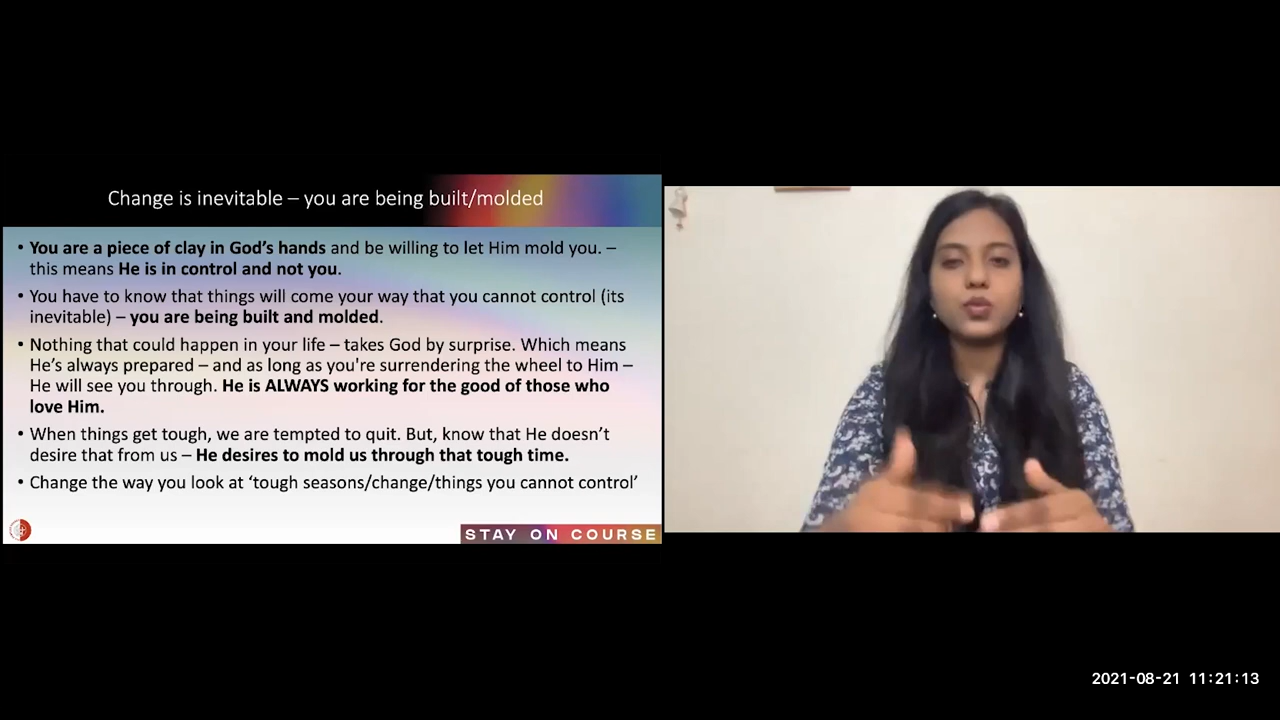 Change is inevitable – you are being built/molded
• You are a piece of clay in God's hands and be willing to let Him mold you. –
this means He is in control and not you.
• You have to know that things will come your way that you cannot control (its
inevitable) – you are being built and molded.
• Nothing that could happen in your life – takes God by surprise. Which means
He's always prepared – and as long as you're surrendering the wheel to Him –
He will see you through. He is ALWAYS working for the good of those who
love Him.
• When things get tough, we are tempted to quit. But, know that He doesn't
desire that from us – He desires to mold us through that tough time.
• Change the way you look at ‘tough seasons/change/things you cannot control’
STAY ON COURSE
2021-08-21 11:21:13